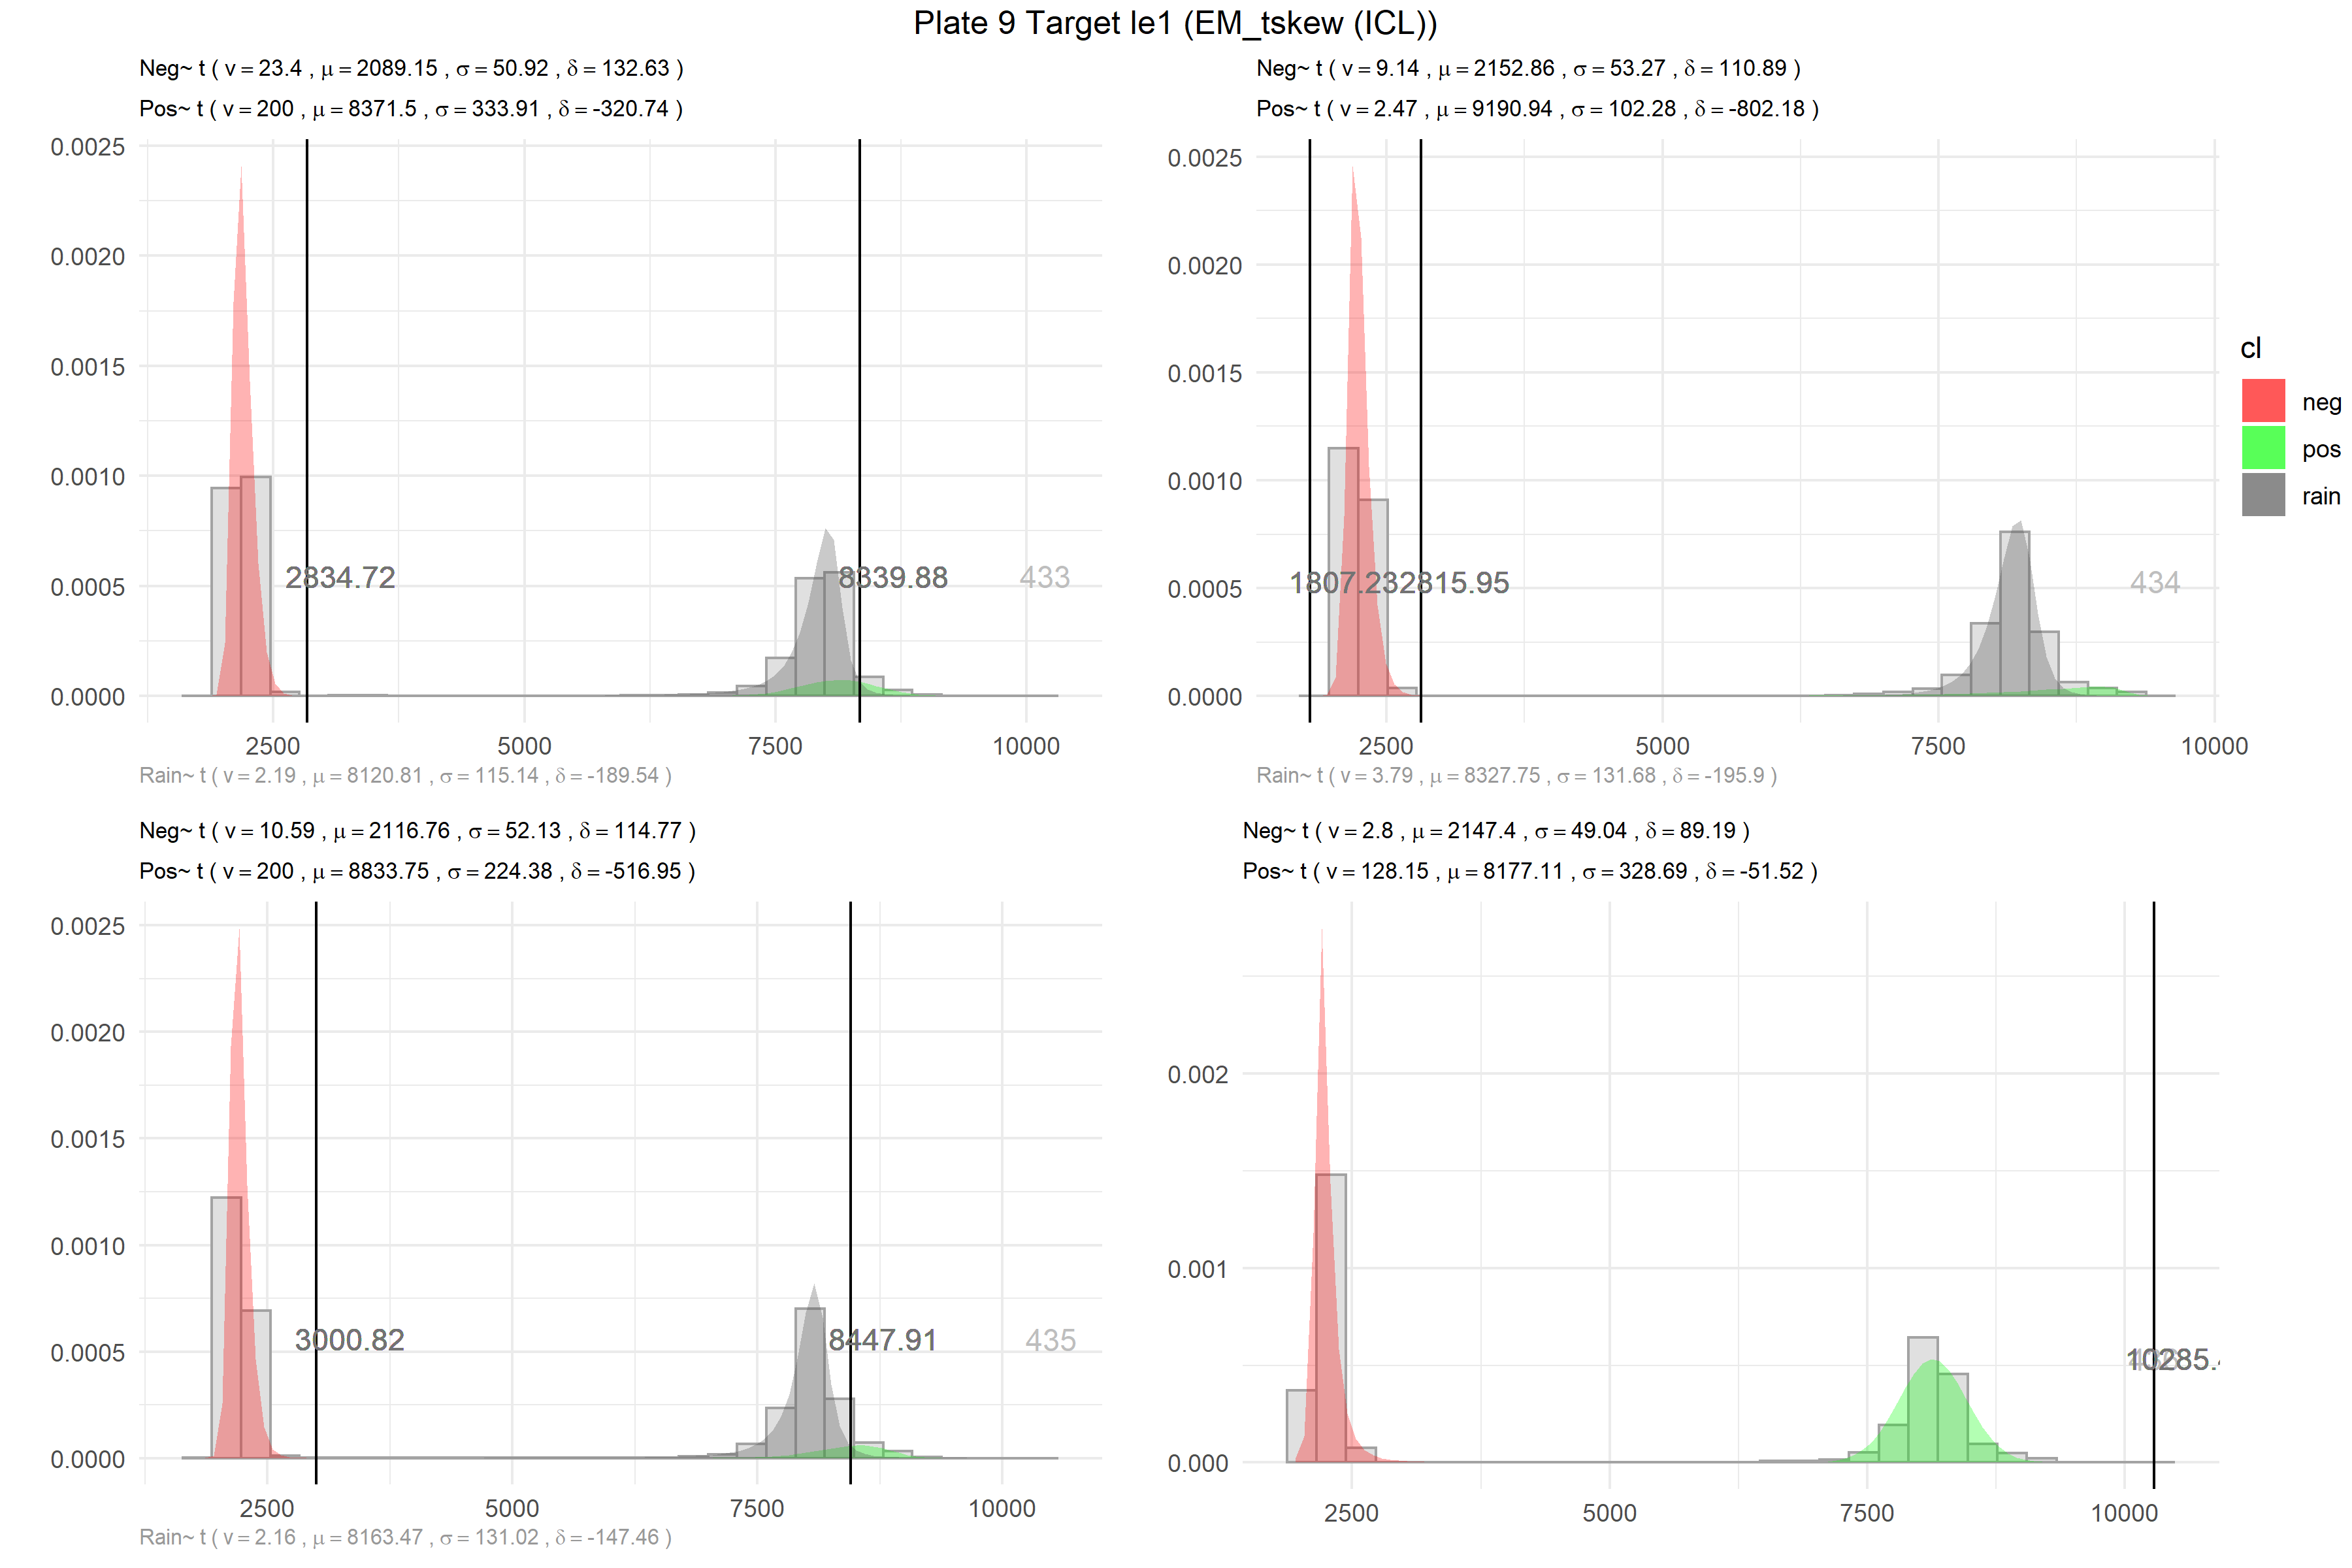 Plate 9 Target le1 (EM_tskew (ICL))
Neg~ t ( ν = 23.4 , μ = 2089.15 , σ = 50.92 , δ = 132.63 )
Pos~ t ( ν = 200 , μ = 8371.5 , σ = 333.91 , δ = -320.74 )
0.0025
0.0020
0.0015
0.0010
0.0005
0.0000
2834.72
8339.88
433
2500
5000
7500
10000
Rain~ t ( ν = 2.19 , μ = 8120.81 , σ = 115.14 , δ = -189.54 )
Neg~ t ( ν = 9.14 , μ = 2152.86 , σ = 53.27 , δ = 110.89 )
Pos~ t ( ν = 2.47 , μ = 9190.94 , σ = 102.28 , δ = -802.18 )
0.0025
0.0020
0.0015
0.0010
0.0005
0.0000
1807.23
2815.95
434
2500
5000
7500
10000
Rain~ t ( ν = 3.79 , μ = 8327.75 , σ = 131.68 , δ = -195.9 )
cl
neg
pos
rain
Neg~ t ( ν = 10.59 , μ = 2116.76 , σ = 52.13 , δ = 114.77 )
Pos~ t ( ν = 200 , μ = 8833.75 , σ = 224.38 , δ = -516.95 )
0.0025
0.0020
0.0015
0.0010
0.0005
0.0000
3000.82
8447.91
435
2500
5000
7500
10000
Rain~ t ( ν = 2.16 , μ = 8163.47 , σ = 131.02 , δ = -147.46 )
Neg~ t ( ν = 2.8 , μ = 2147.4 , σ = 49.04 , δ = 89.19 )
Pos~ t ( ν = 128.15 , μ = 8177.11 , σ = 328.69 , δ = -51.52 )
0.002
0.001
0.000
2500
5000
7500
10000